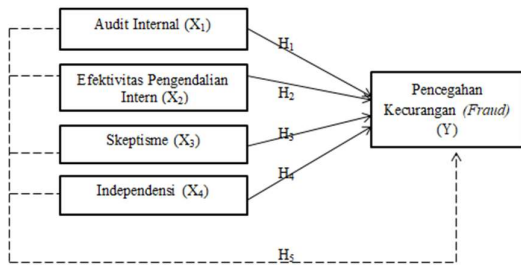 Audit Internal (X1)
H1
Efektivitas Pengendalian
Intern (X2)
H2
Pencegahan
Kecurangan (Fraud)
(Y)
Skeptisme (X3)
H3
Independensi (X4)
H4
H5